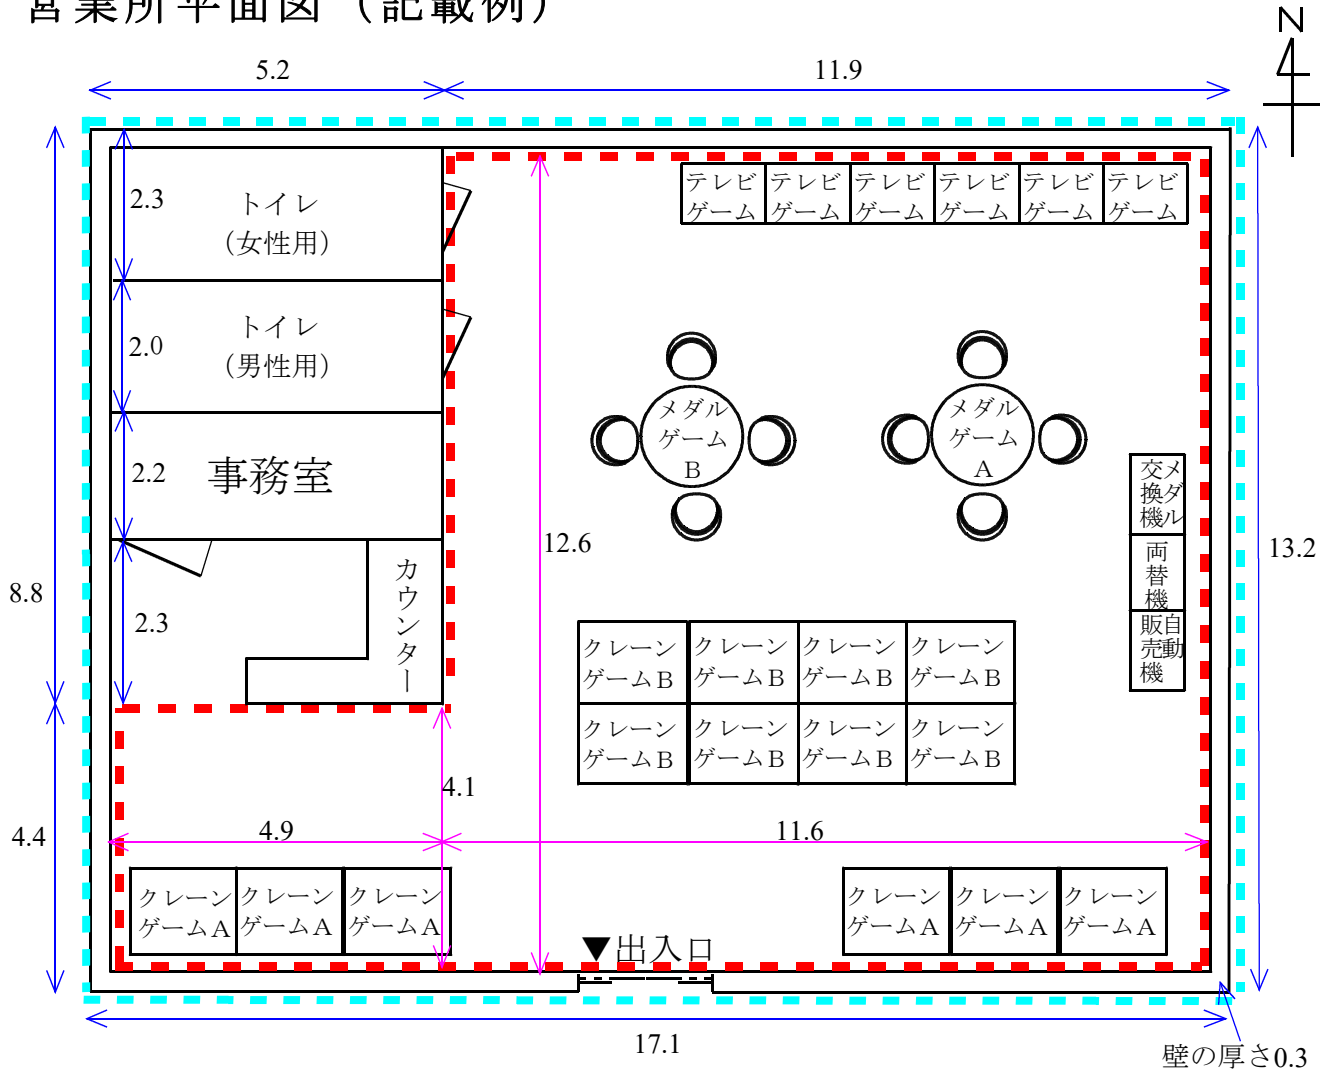 営業所平面図（記載例）
N
5.2
11.9
2.3
トイレ
（女性用）
テレビ
ゲーム
テレビ
ゲーム
テレビ
ゲーム
テレビ
ゲーム
テレビ
ゲーム
テレビ
ゲーム
2.0
トイレ
（男性用）
2.2
事務室
メダル
ゲーム
B
メダル
ゲーム
A
メダル
交換機
両替機
自動
販売機
12.6
13.2
8.8
2.3
カウンター
クレーン
ゲームB
クレーン
ゲームB
クレーン
ゲームB
クレーン
ゲームB
クレーン
ゲームB
クレーン
ゲームB
クレーン
ゲームB
クレーン
ゲームB
4.1
4.4
4.9
11.6
クレーン
ゲームA
クレーン
ゲームA
クレーン
ゲームA
クレーン
ゲームA
クレーン
ゲームA
クレーン
ゲームA
▼出入口
17.1
壁の厚さ0.3